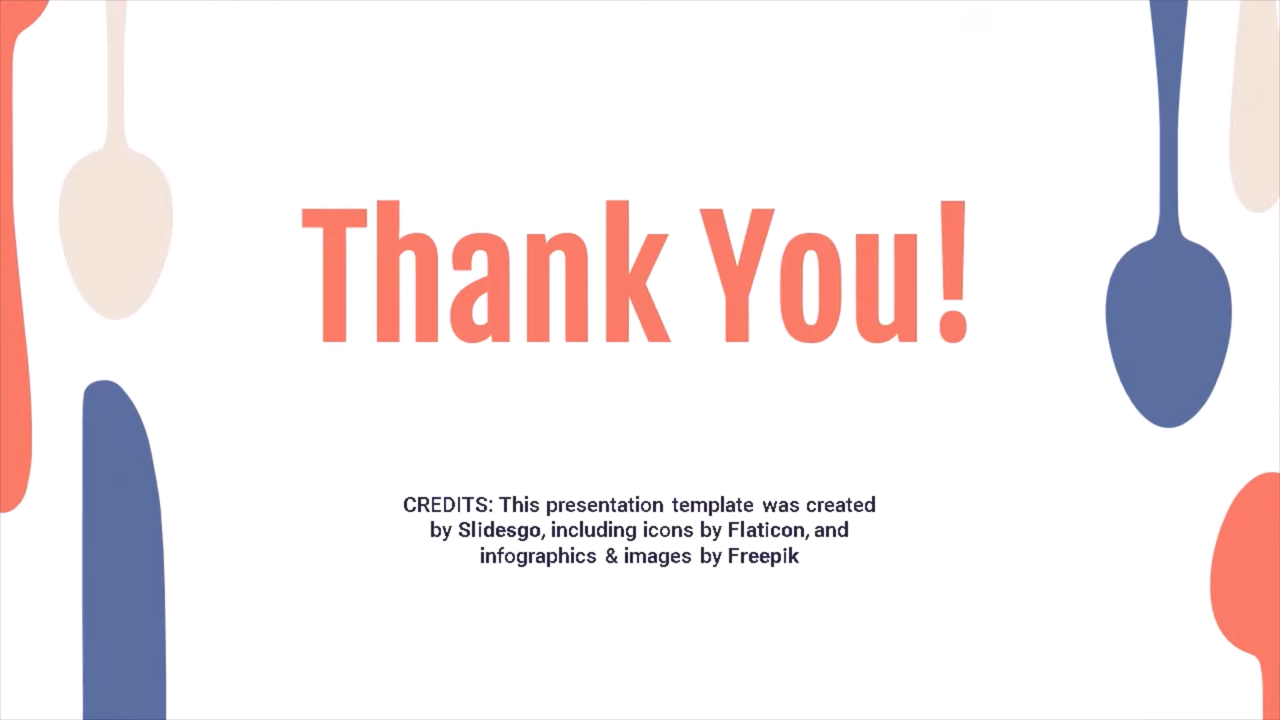 Thank You!
CREDITS: This presentation template was created
by Slidesgo, including icons by Flaticon, and
infographics & images by Freepik